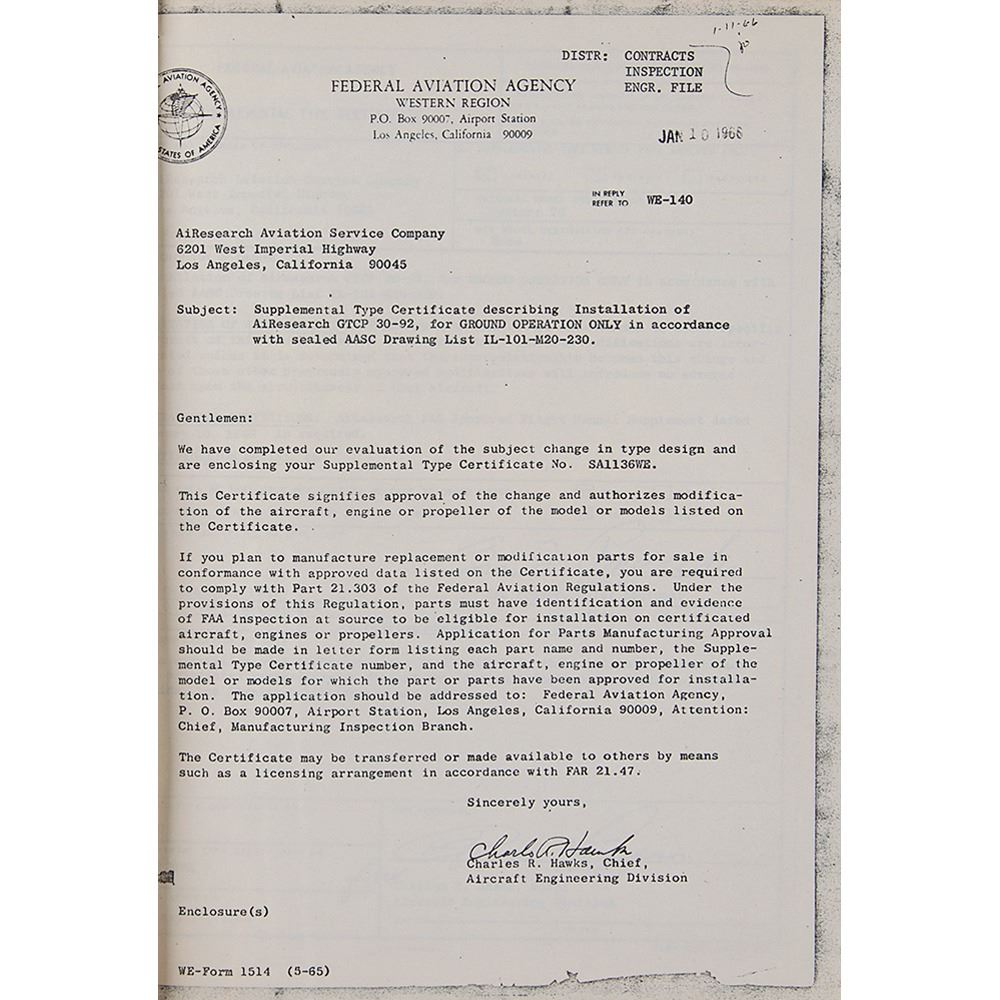 1-11-66
DISTR: CONTRACTS
INSPECTION
ENGR. FILE
AVIATION AGENCY
STATES OF AMERICA
FEDERAL AVIATION AGENCY
WESTERN REGION
P.O. Box 90007, Airport Station
Los Angeles, California 90009
JAN 10 1966
IN REPLY
REFER TO WE-140
AiResearch Aviation Service Company
6201 West Imperial Highway
Los Angeles, California 90045
Subject: Supplemental Type Certificate describing Installation of
AiResearch GTCP 30-92, for GROUND OPERATION ONLY in accordance
with sealed AASC Drawing List IL-101-M20-230.
Gentlemen:
We have completed our evaluation of the subject change in type design and
are enclosing your Supplemental Type Certificate No. SA1136WE.
This Certificate signifies approval of the change and authorizes modifica-
tion of the aircraft, engine or propeller of the model or models listed on
the Certificate.
If you plan to manufacture replacement or modification parts for sale in
conformance with approved data listed on the Certificate, you are required
to comply with Part 21.303 of the Federal Aviation Regulations. Under the
provisions of this Regulation, parts must have identification and evidence
of FAA inspection at source to be eligible for installation on certificated
aircraft, engines or propellers. Application for Parts Manufacturing Approval
should be made in letter form listing each part name and number, the Supple-
mental Type Certificate number, and the aircraft, engine or propeller of the
model or models for which the part or parts have been approved for installa-
tion. The application should be addressed to: Federal Aviation Agency,
P. O. Box 90007, Airport Station, Los Angeles, California 90009, Attention:
Chief, Manufacturing Inspection Branch.
The Certificate may be transferred or made available to others by means
such as a licensing arrangement in accordance with FAR 21.47.
Sincerely yours,
Charles R. Hawks
Charles R. Hawks, Chief,
Aircraft Engineering Division
Enclosure(s)
WE-Form 1514 (5-65)